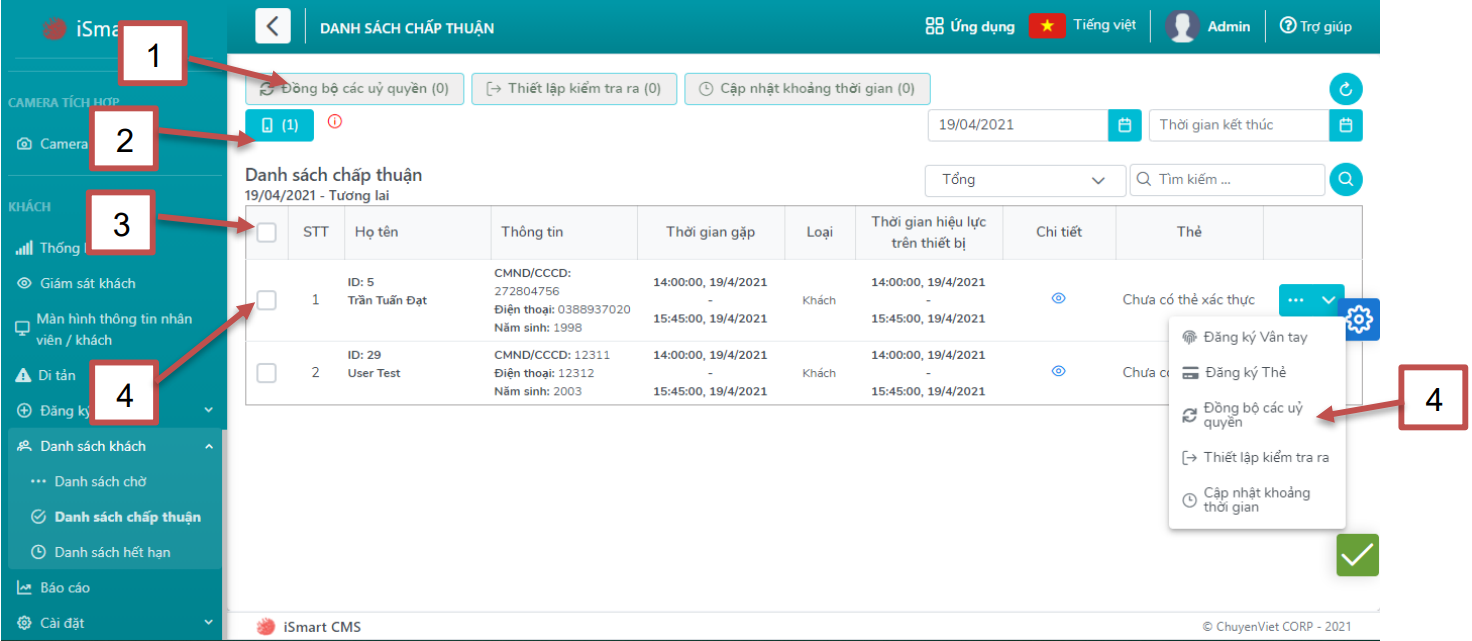 iSma
DANH SÁCH CHẤP THUẬN
Ứng dụng
Tiếng việt
Admin
Trợ giúp
1
CAMERA TÍCH HỢP
Camera
2
KHÁCH
3
Thống
Giám sát khách
Màn hình thông tin nhân
viên / khách
Di tản
4
Đăng ký
Danh sách khách
Danh sách chờ
Danh sách chấp thuận
Danh sách hết hạn
Báo cáo
Cài đặt
Đồng bộ các uỷ quyền (0)
Thiết lập kiểm tra ra (0)
Cập nhật khoảng thời gian (0)
(1)
19/04/2021
Thời gian kết thúc
Danh sách chấp thuận
19/04/2021 - Tương lai
Tổng
Tìm kiếm ...
STT
Họ tên
Thông tin
Thời gian gặp
Loại
Thời gian hiệu lực
trên thiết bị
Chi tiết
Thẻ
1
ID: 5
Trần Tuấn Đạt
CMND/CCCD:
272804756
Điện thoại: 0388937020
Năm sinh: 1998
14:00:00, 19/4/2021
-
15:45:00, 19/4/2021
Khách
14:00:00, 19/4/2021
-
15:45:00, 19/4/2021
Chưa có thẻ xác thực
2
ID: 29
User Test
CMND/CCCD: 12311
Điện thoại: 12312
Năm sinh: 2003
14:00:00, 19/4/2021
-
15:45:00, 19/4/2021
Khách
14:00:00, 19/4/2021
-
15:45:00, 19/4/2021
Chưa
Đăng ký Vân tay
Đăng ký Thẻ
Đồng bộ các uỷ
quyền
Thiết lập kiểm tra ra
Cập nhật khoảng
thời gian
4
iSmart CMS
© ChuyenViet CORP - 2021